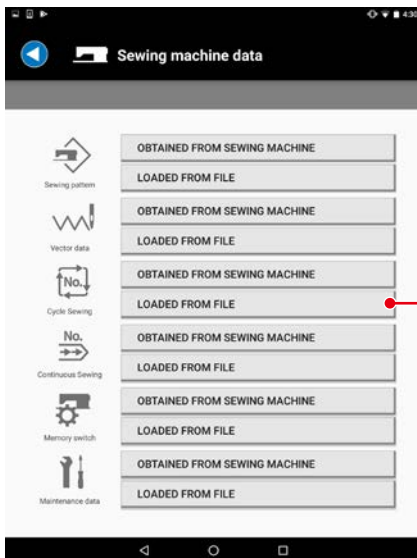 4:30
Sewing machine data
OBTAINED FROM SEWING MACHINE
LOADED FROM FILE
Sewing pattern
OBTAINED FROM SEWING MACHINE
LOADED FROM FILE
Vector data
No.
OBTAINED FROM SEWING MACHINE
LOADED FROM FILE
Cycle Sewing
No.
OBTAINED FROM SEWING MACHINE
LOADED FROM FILE
Continuous Sewing
OBTAINED FROM SEWING MACHINE
LOADED FROM FILE
Memory switch
OBTAINED FROM SEWING MACHINE
LOADED FROM FILE
Maintenance data